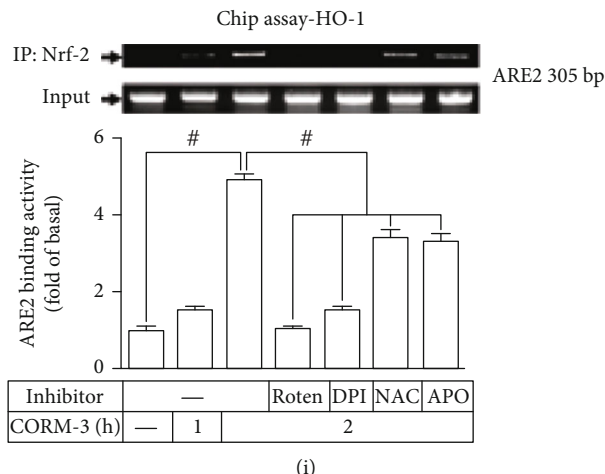 Chip assay-HO-1
IP: Nrf-2
ARE2 305 bp
Input
ARE2 binding activity
(fold of basal)
6
4
2
0
# #
Inhibitor — Roten DPI NAC APO
CORM-3 (h) — 1 2
(i)